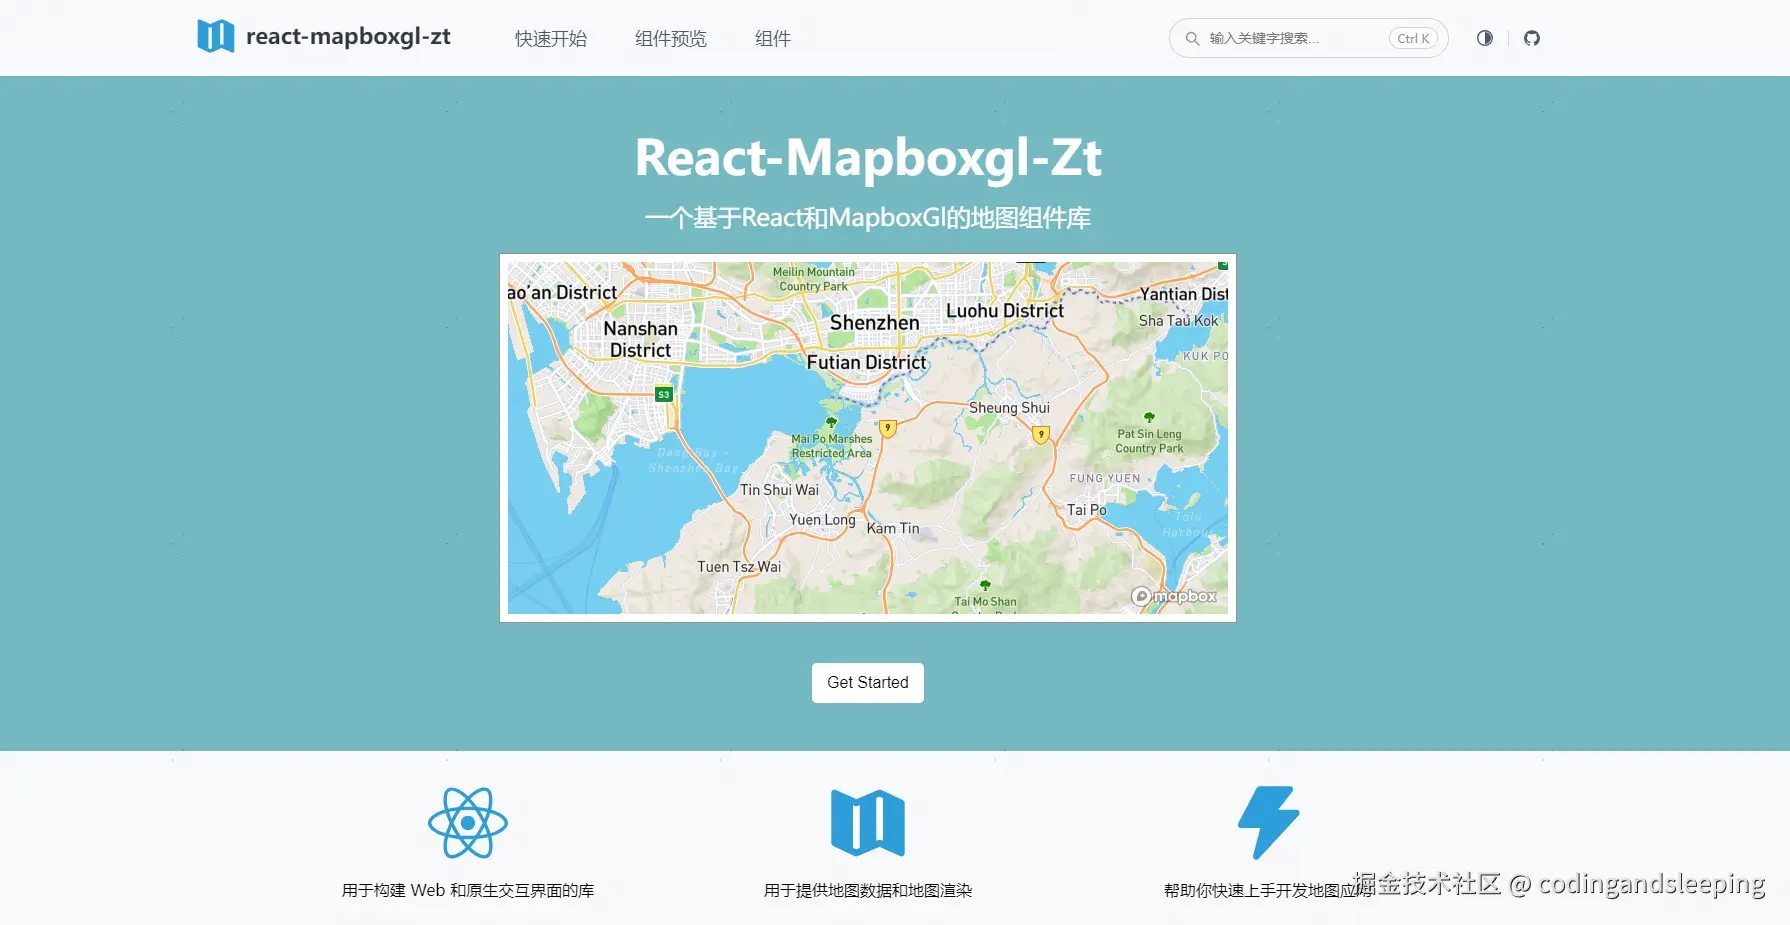 react-mapboxgl-zt
快速开始
组件预览
组件
输入关键字搜索...
Ctrl K
React-Mapboxgl-Zt
一个基于React和MapboxGl的地图组件库
Meilin Mountain
Country Park
ao'an District
Yantian Dist
Luohu District
Shenzhen
Sha Tau Kok
Nanshan
District
KUK PO
Futian District
S3
Sheung Shui
9
9
Mai Po Marshes
Restricted Area
Pat Sin Leng
Country Park
Deep Bay -
Shenzhen Bay
FUNG YUEN
Tin Shui Wai
Tai Po
Yuen Long
Kam Tin
Tolo
Harbour
Tuen Tsz Wai
Tai Mo Shan
mapbox
Get Started
用于构建 Web 和原生交互界面的库
用于提供地图数据和地图渲染
帮助你快速上手开发地图应用
掘金技术社区 @ codingandsleeping